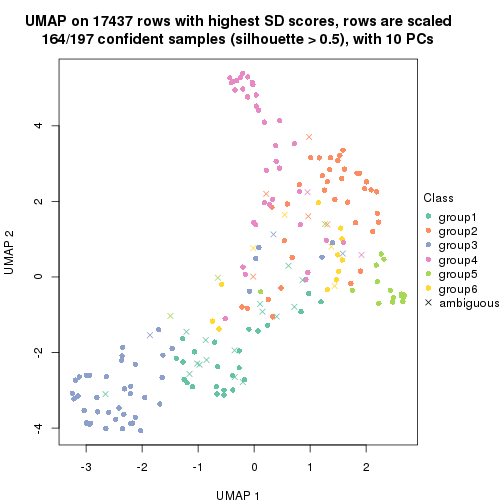 UMAP on 17437 rows with highest SD scores, rows are scaled
164/197 confident samples (silhouette > 0.5), with 10 PCs
4
2
0
-2
-4
UMAP 2
-3
-2
-1
0
1
2
UMAP 1
Class
group1
group2
group3
group4
group5
group6
ambiguous